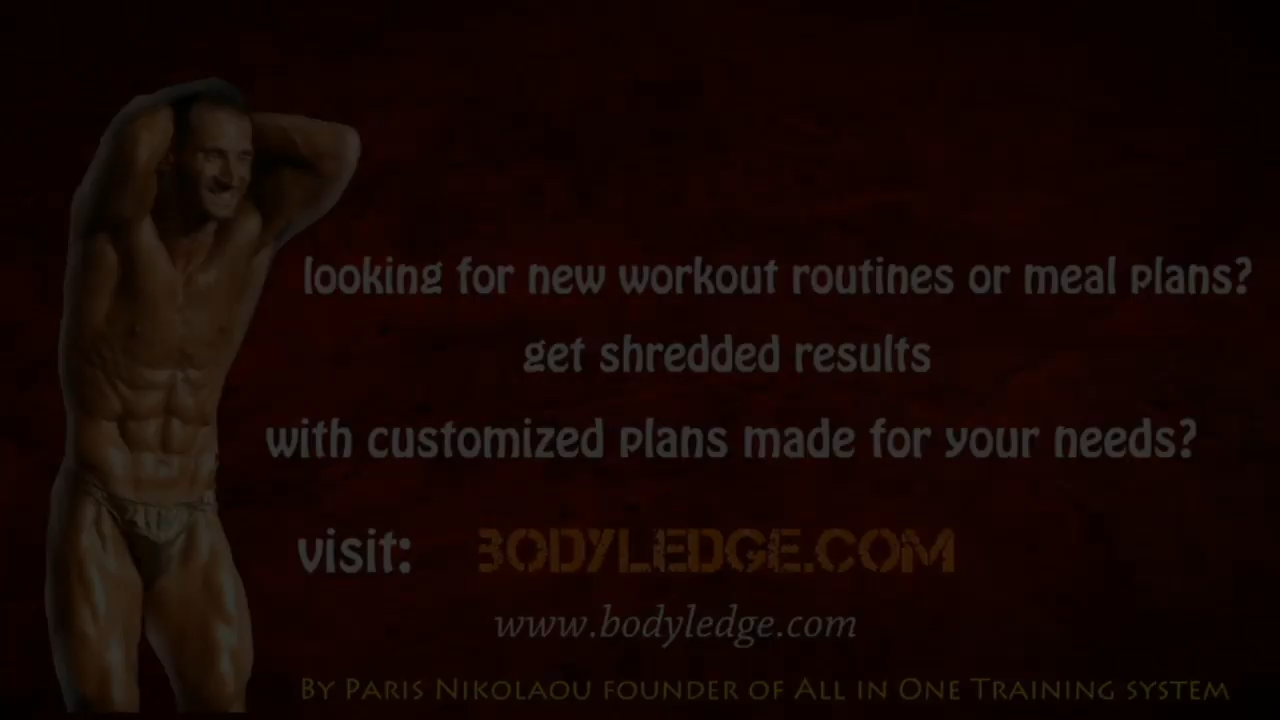 looking for new workout routines or meal plans?
get shredded results
with customized plans made for your needs?
visit: BODYLEDGE.COM
www.bodyledge.com
By Paris Nikolaou founder of All in One Training system